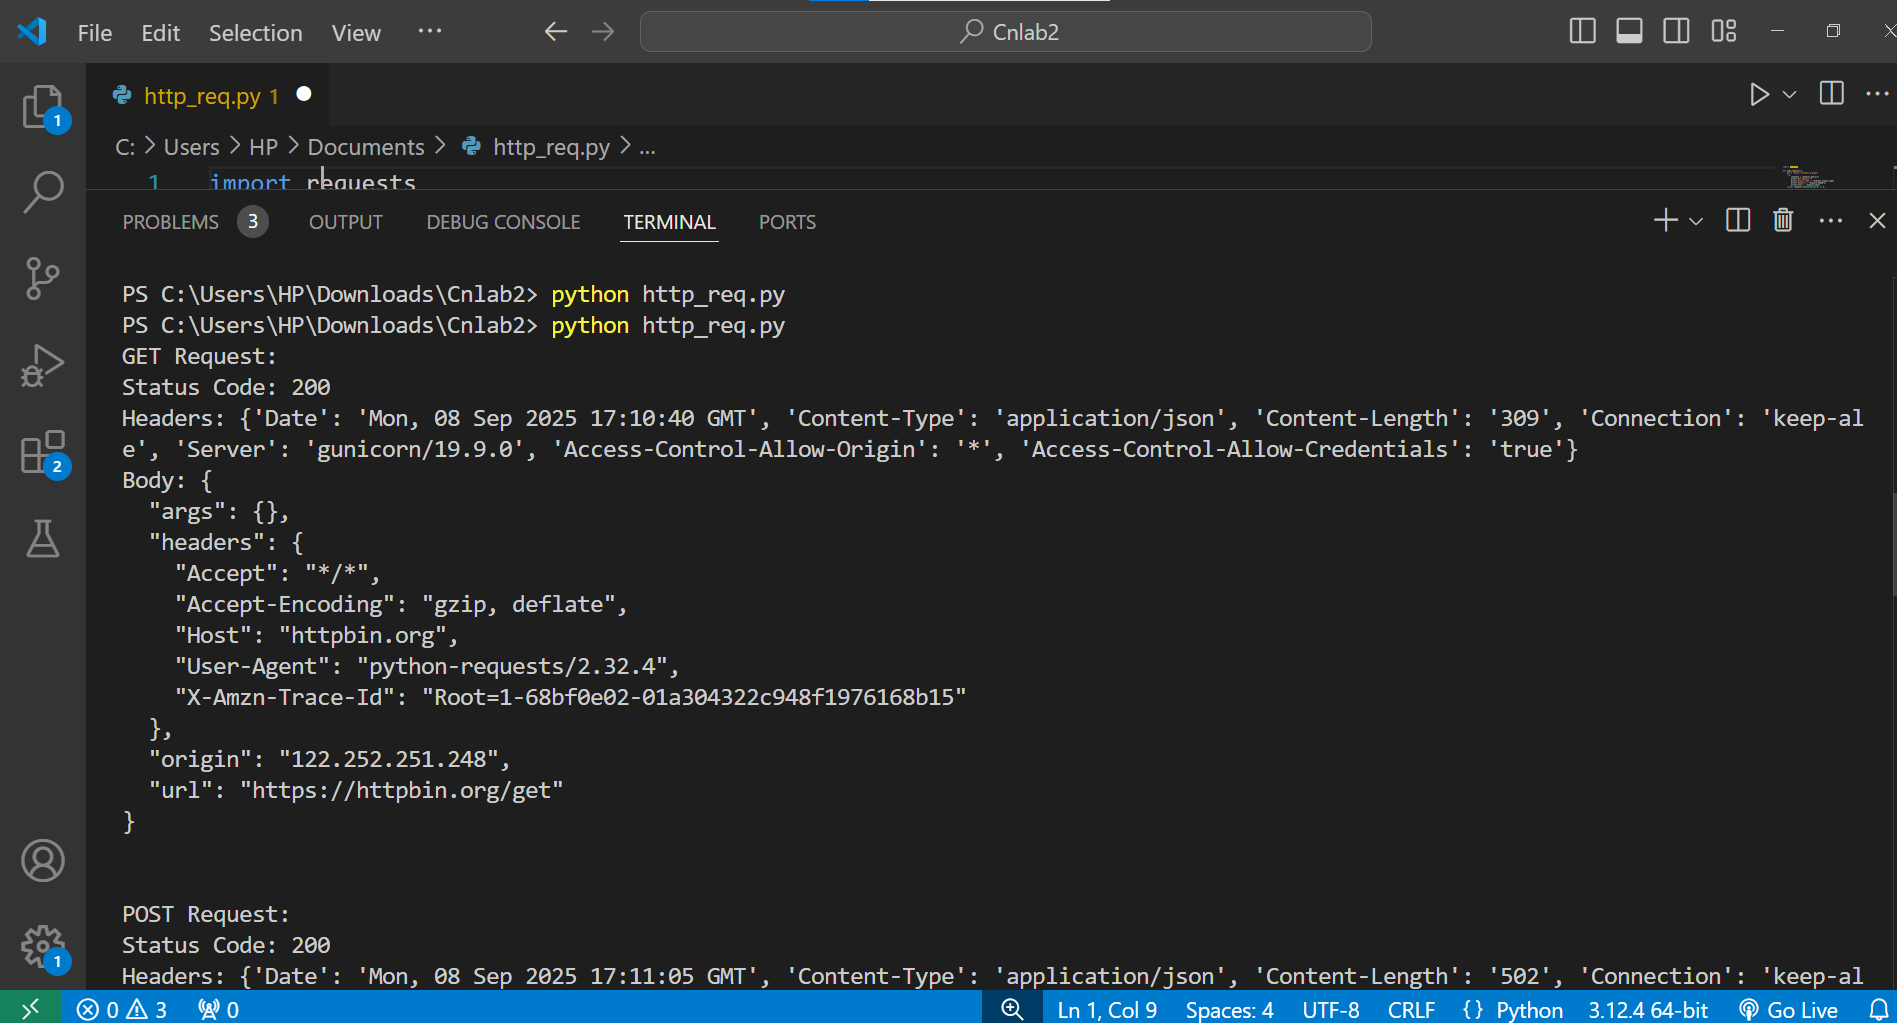 File Edit Selection View ··· Cnlab2
http_req.py 1
C: > Users > HP > Documents > http_req.py > ...
1 import requests
PROBLEMS 3 OUTPUT DEBUG CONSOLE TERMINAL PORTS
PS C:\Users\HP\Downloads\Cnlab2> python http_req.py
PS C:\Users\HP\Downloads\Cnlab2> python http_req.py
GET Request:
Status Code: 200
Headers: {'Date': 'Mon, 08 Sep 2025 17:10:40 GMT', 'Content-Type': 'application/json', 'Content-Length': '309', 'Connection': 'keep-al
e', 'Server': 'gunicorn/19.9.0', 'Access-Control-Allow-Origin': '*', 'Access-Control-Allow-Credentials': 'true'}
Body: {
  "args": {},
  "headers": {
    "Accept": "*/*",
    "Accept-Encoding": "gzip, deflate",
    "Host": "httpbin.org",
    "User-Agent": "python-requests/2.32.4",
    "X-Amzn-Trace-Id": "Root=1-68bf0e02-01a304322c948f1976168b15"
  },
  "origin": "122.252.251.248",
  "url": "https://httpbin.org/get"
}
POST Request:
Status Code: 200
Headers: {'Date': 'Mon, 08 Sep 2025 17:11:05 GMT', 'Content-Type': 'application/json', 'Content-Length': '502', 'Connection': 'keep-al
1
2
1
0 3 0 Ln 1, Col 9 Spaces: 4 UTF-8 CRLF {} Python 3.12.4 64-bit Go Live